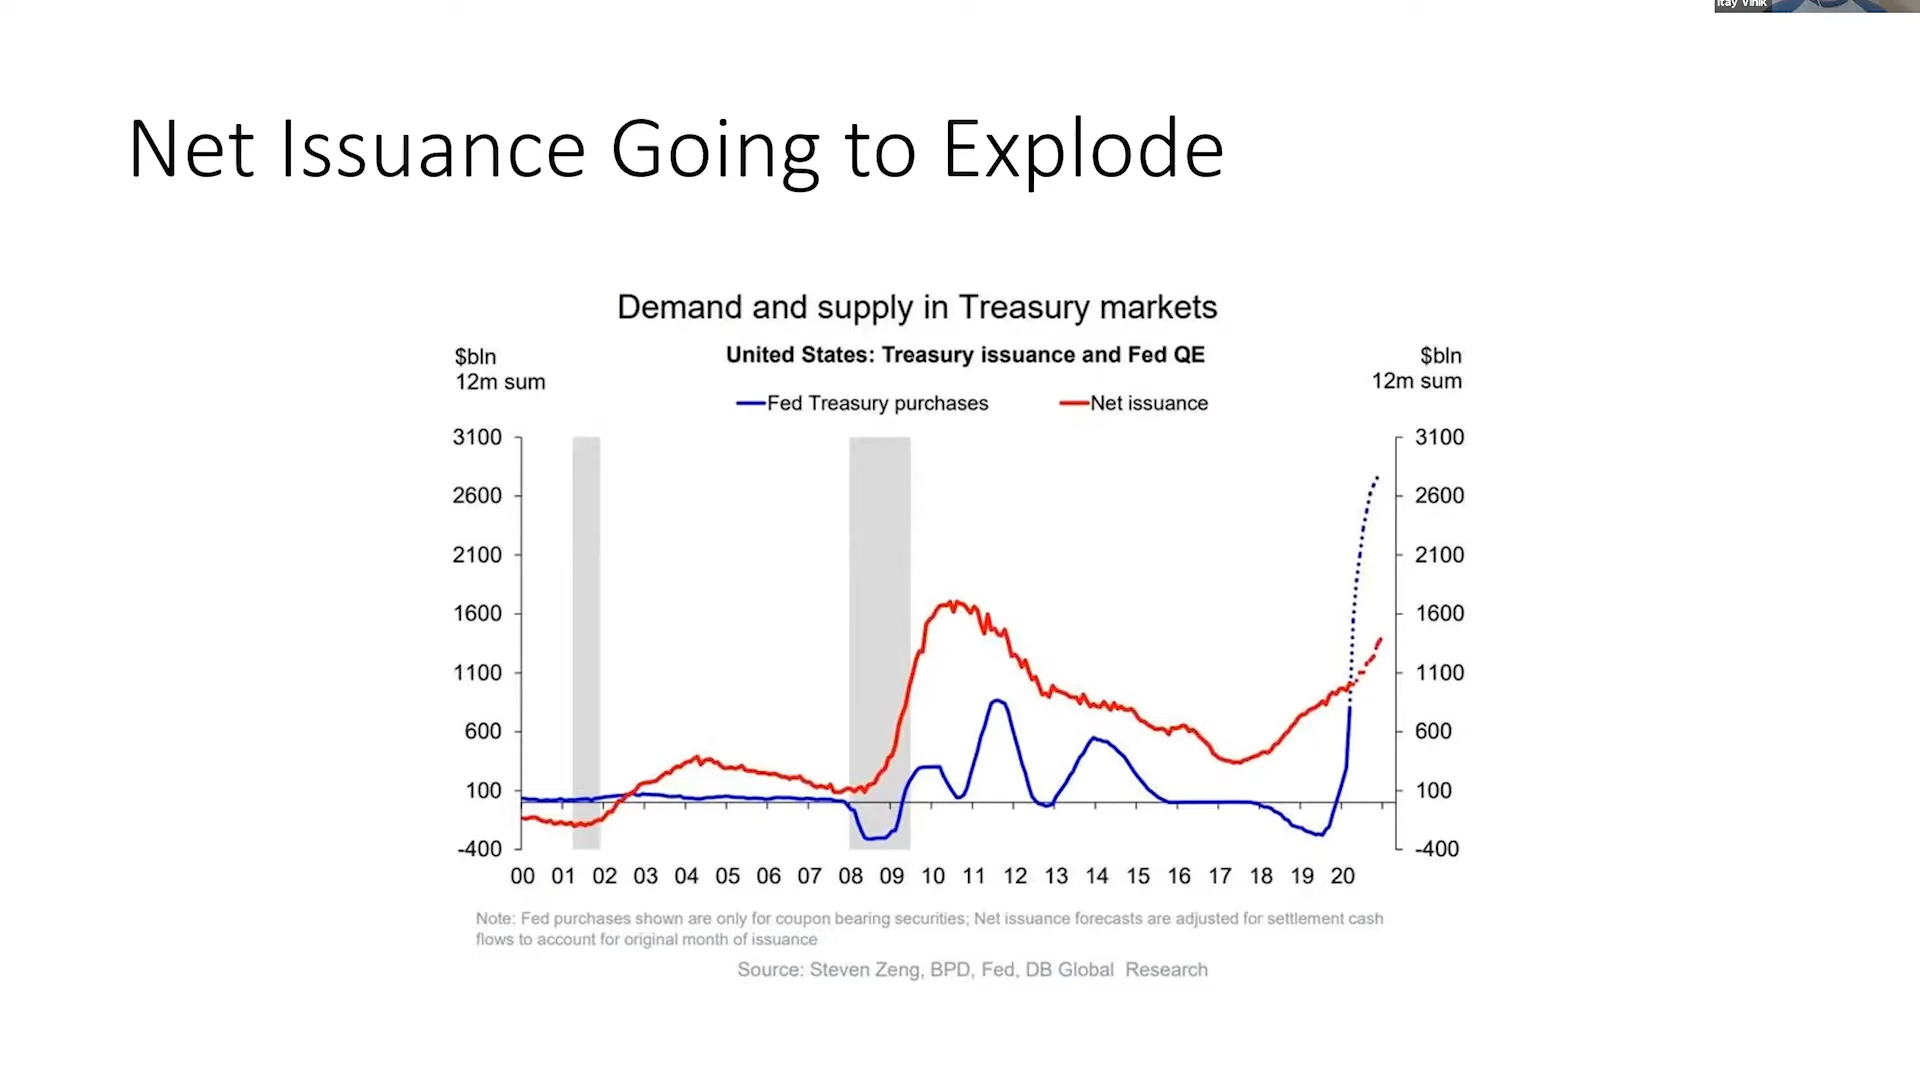 Itay Vinik
Net Issuance Going to Explode
Demand and supply in Treasury markets
$bln
12m sum
United States: Treasury issuance and Fed QE
$bln
12m sum
Fed Treasury purchases
Net issuance
3100
2600
2100
1600
1100
600
100
-400
3100
2600
2100
1600
1100
600
100
-400
00 01 02 03 04 05 06 07 08 09 10 11 12 13 14 15 16 17 18 19 20
Note: Fed purchases shown are only for coupon bearing securities; Net issuance forecasts are adjusted for settlement cash
flows to account for original month of issuance
Source: Steven Zeng, BPD, Fed, DB Global Research